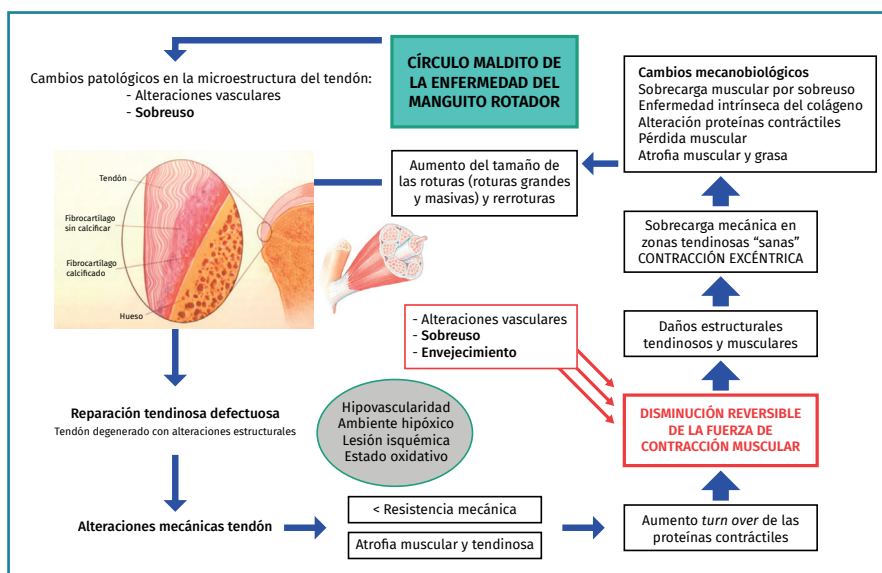 CÍRCULO MALDITO DE
LA ENFERMEDAD DEL
MANGUITO ROTADOR
Cambios patológicos en la microestructura del tendón:
- Alteraciones vasculares
- Sobreuso
Tendón
Fibrocartílago
sin calcificar
Fibrocartílago
calcificado
Hueso
Reparación tendinosa defectuosa
Tendón degenerado con alteraciones estructurales
Alteraciones mecánicas tendón
Hipovascularidad
Ambiente hipóxico
Lesión isquémica
Estado oxidativo
< Resistencia mecánica
Atrofia muscular y tendinosa
Aumento turn over de las
proteínas contráctiles
- Alteraciones vasculares
- Sobreuso
- Envejecimiento
DISMINUCIÓN REVERSIBLE
DE LA FUERZA DE
CONTRACCIÓN MUSCULAR
Daños estructurales
tendinosos y musculares
Sobrecarga mecánica en
zonas tendinosas “sanas”
CONTRACCIÓN EXCÉNTRICA
Cambios mecanobiológicos
Sobrecarga muscular por sobreuso
Enfermedad intrínseca del colágeno
Alteración proteínas contráctiles
Pérdida muscular
Atrofia muscular y grasa
Aumento del tamaño de
las roturas (roturas grandes
y masivas) y rerroturas